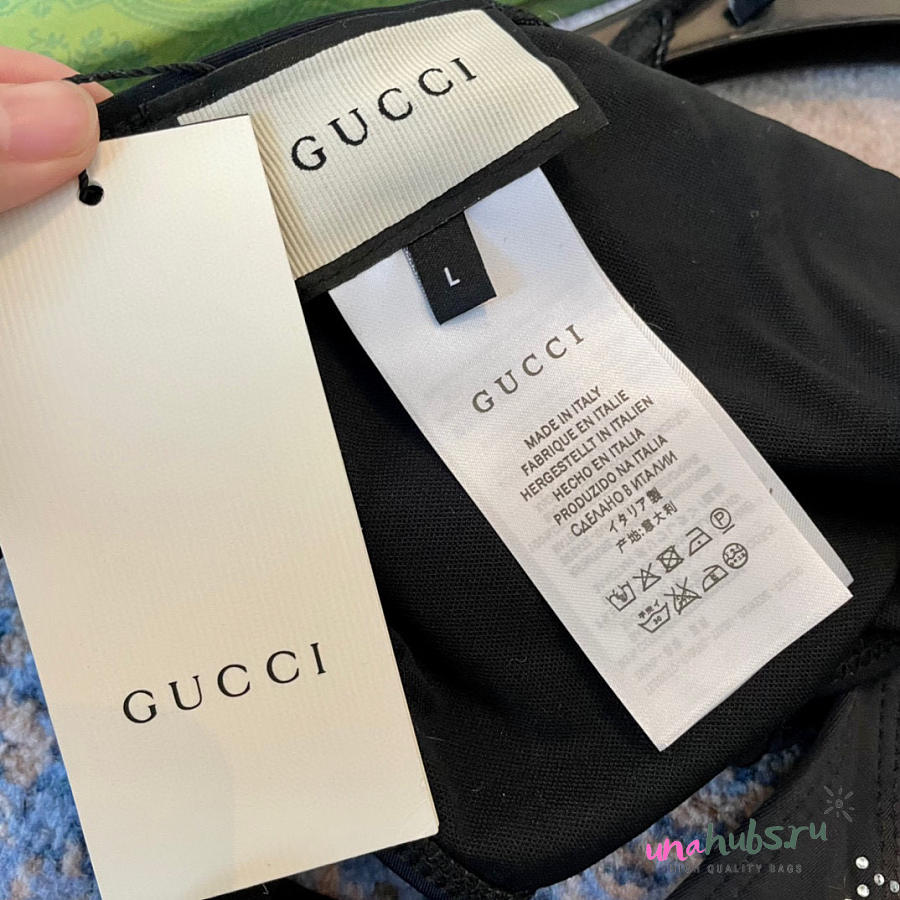 GUCCI
L
GUCCI
MADE IN ITALY
FABRIQUE EN ITALIE
HERGESTELLT IN ITALIEN
HECHO EN ITALIA
PRODUZIDO NA ITALIA
СДЕЛАНО В ИТАЛИИ
イタリア製
产地:意大利
GUCCI
unahubs.ru
HIGH QUALITY BAGS